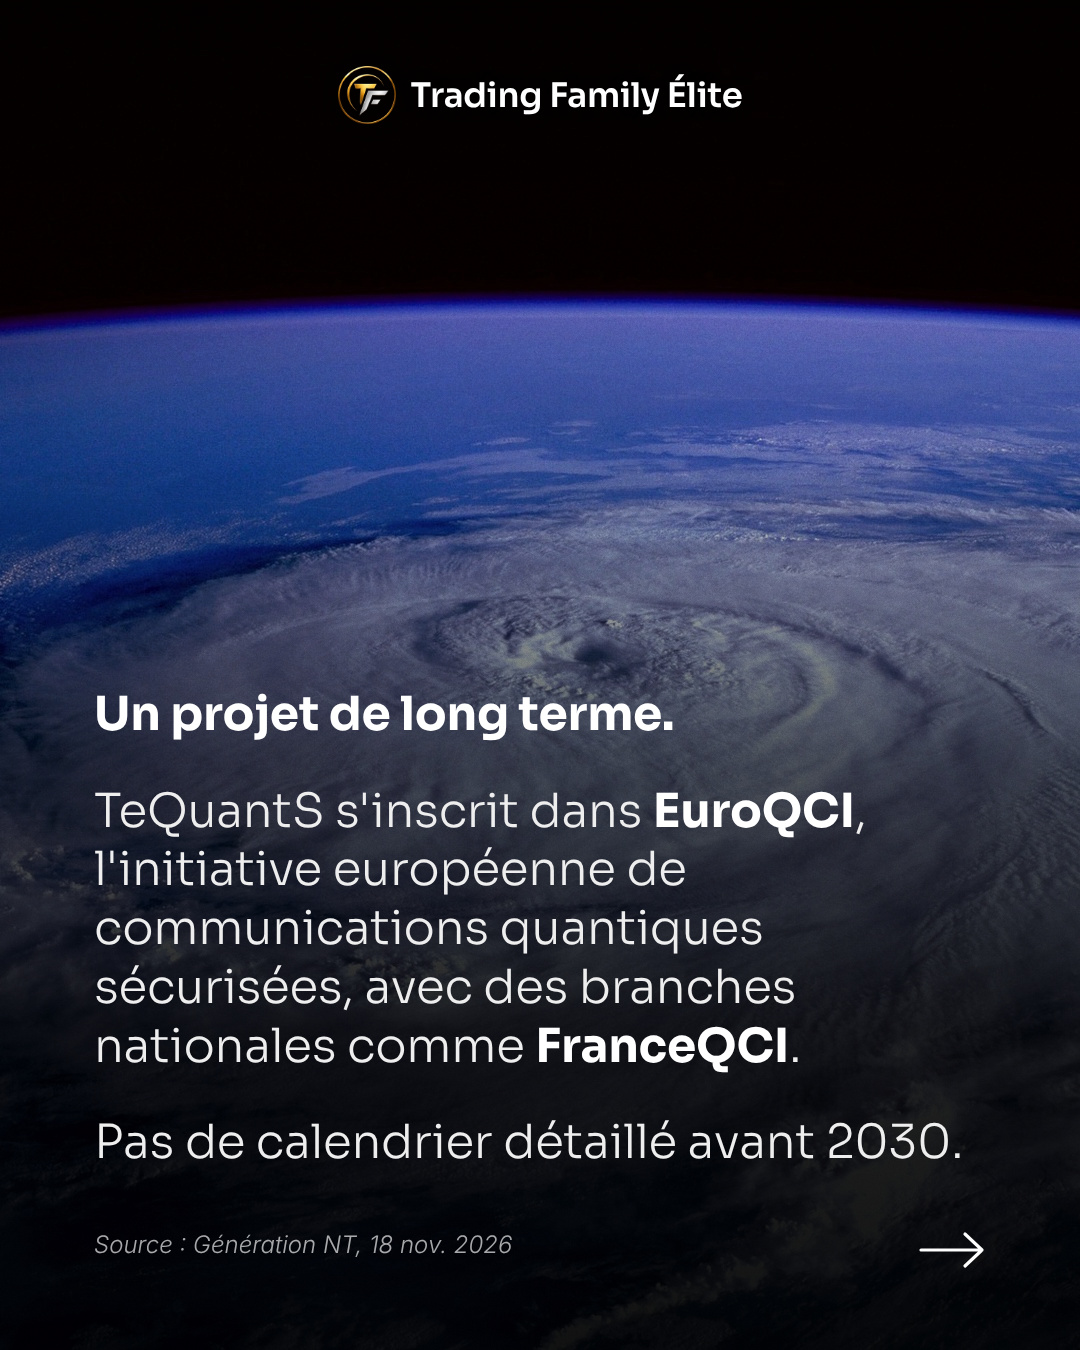 TF Trading Family Élite
Un projet de long terme.
TeQuantS s'inscrit dans EuroQCI,
l'initiative européenne de
communications quantiques
sécurisées, avec des branches
nationales comme FranceQCI.
Pas de calendrier détaillé avant 2030.
Source : Génération NT, 18 nov. 2026